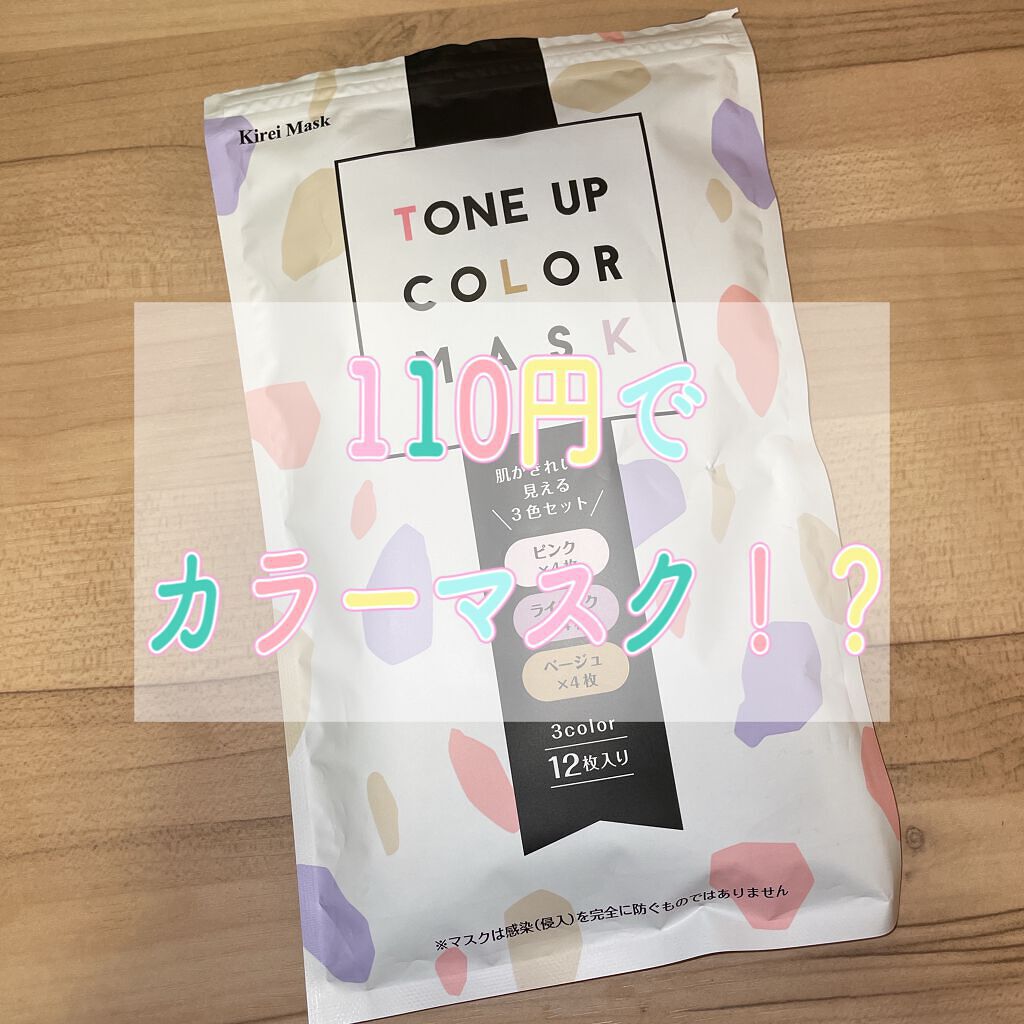 Kirei Mask
TONE UP
COLOR
MASK
110円で
肌がきれいに
見える
\3色セット/
ピンク
×4枚
カラーマスク！？
ベージュ
×4枚
3color
12枚入り
※マスクは感染(侵入)を完全に防ぐものではありません